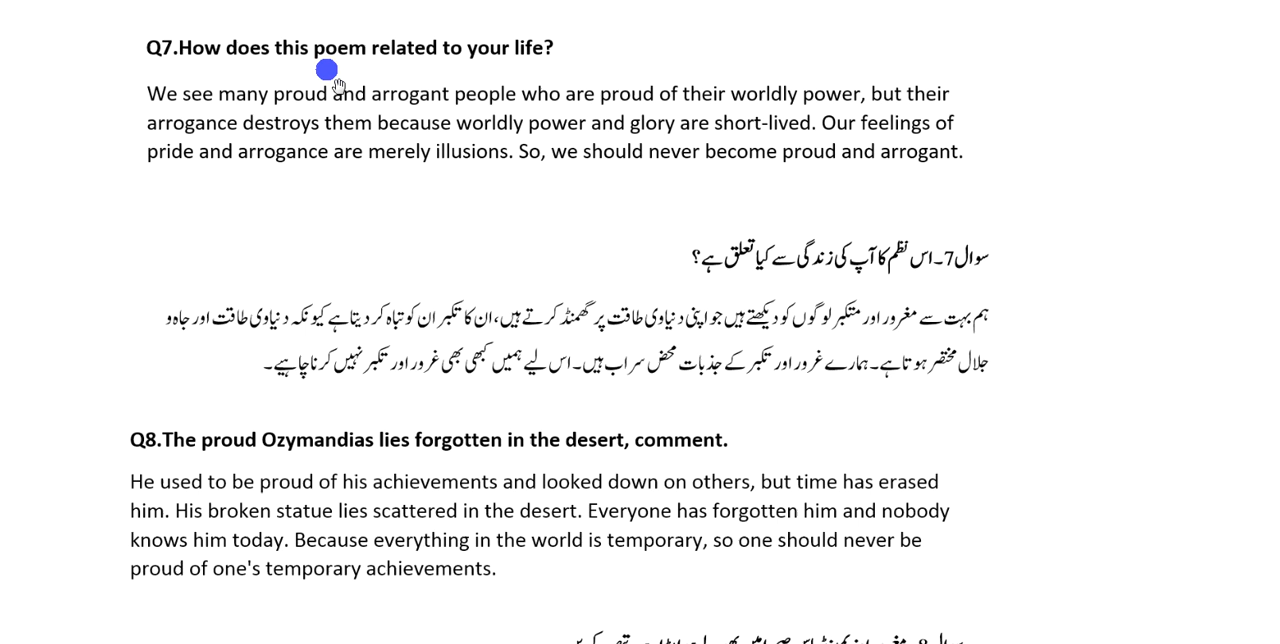 Q7.How does this poem related to your life?
We see many proud and arrogant people who are proud of their worldly power, but their
arrogance destroys them because worldly power and glory are short-lived. Our feelings of
pride and arrogance are merely illusions. So, we should never become proud and arrogant.
سوال7۔اس نظم کا آپ کی زندگی سے کیا تعلق ہے؟
ہم بہت سے مغرور اور متکبر لوگوں کو دیکھتے ہیں جو اپنی دنیاوی طاقت پر گھمنڈ کرتے ہیں،ان کا تکبر ان کو تباہ کر دیتا ہے کیونکہ دنیاوی طاقت اور جاہ و
جلال مختصر ہوتا ہے۔ہمارے غرور اور تکبر کے جذبات محض سراب ہیں۔اس لیے ہمیں کبھی بھی غرور اور تکبر نہیں کرنا چاہیے۔
Q8.The proud Ozymandias lies forgotten in the desert, comment.
He used to be proud of his achievements and looked down on others, but time has erased
him. His broken statue lies scattered in the desert. Everyone has forgotten him and nobody
knows him today. Because everything in the world is temporary, so one should never be
proud of one's temporary achievements.